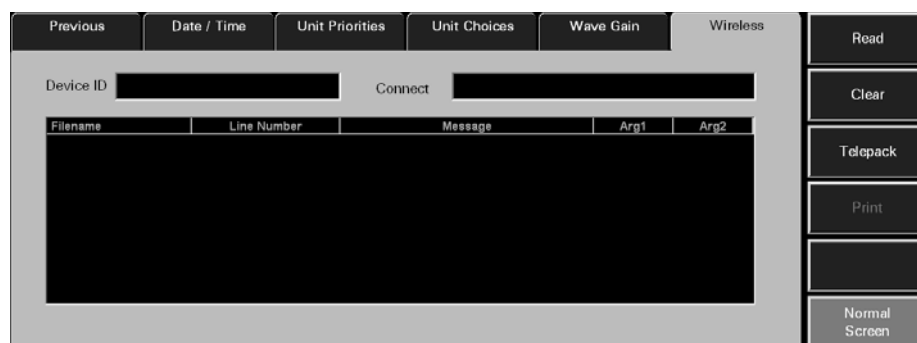 Previous
Date / Time
Unit Priorities
Unit Choices
Wave Gain
Wireless
Device ID
Connect
Filename
Line Number
Message
Arg1
Arg2
Read
Clear
Telepack
Print
Normal
Screen